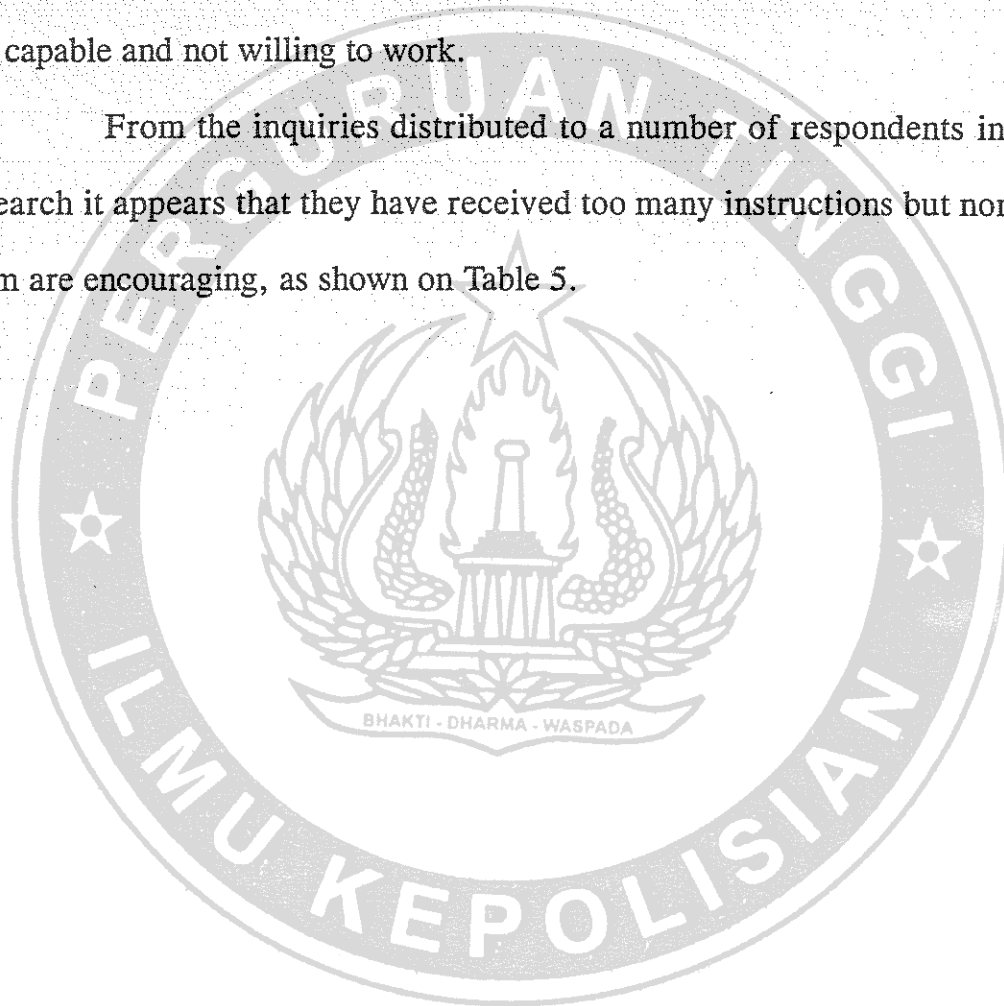 capable and not willing to work.
From the inquiries distributed to a number of respondents in
earch it appears that they have received too many instructions but
m are encouraging, as shown on Table 5.
PERGURUAN TINGGI
BHAKTI - DHARMA - WASPADA
ILMU KEPOLISIAN